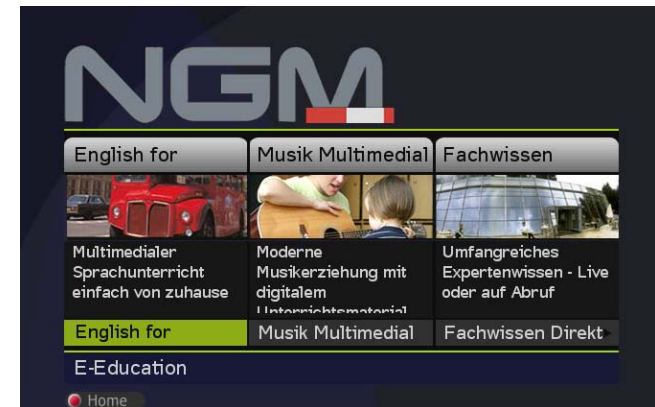 NGM
English for
Musik Multimedial
Fachwissen
Multimedialer
Sprachunterricht
einfach von zuhause
Moderne
Musikerziehung mit
digitalem
Unterrichtsmaterial
Umfangreiches
Expertenwissen - Live
oder auf Abruf
English for
Musik Multimedial
Fachwissen Direkt
E-Education
Home